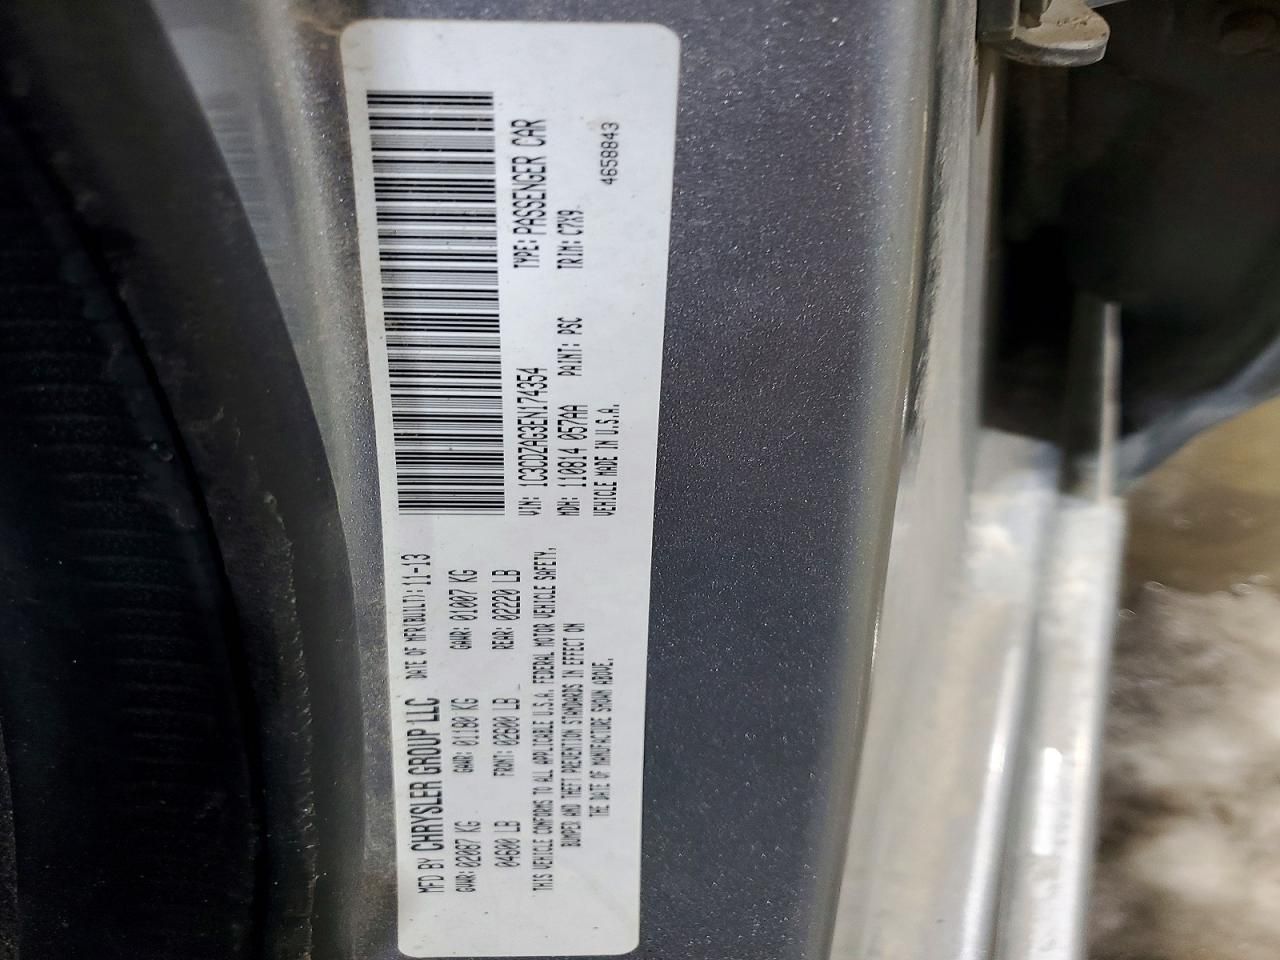 MFD BY CHRYSLER GROUP LLC DATE OF MFR(BUILT): 11-13
GVWR: 02087 KG GAWR: 01180 KG GAWR: 01007 KG
04600 LB FRONT: 02600 LB REAR: 02220 LB
THIS VEHICLE CONFORMS TO ALL APPLICABLE U.S.A. FEDERAL MOTOR VEHICLE SAFETY,
BUMPER AND THEFT PREVENTION STANDARDS IN EFFECT ON
THE DATE OF MANUFACTURE SHOWN ABOVE.
VIN: 1C3CDZAG3EN174354 TYPE: PASSENGER CAR
MDH: 110814 057AA PAINT: PSC TRIM: C7X9
VEHICLE MADE IN U.S.A. 4658843